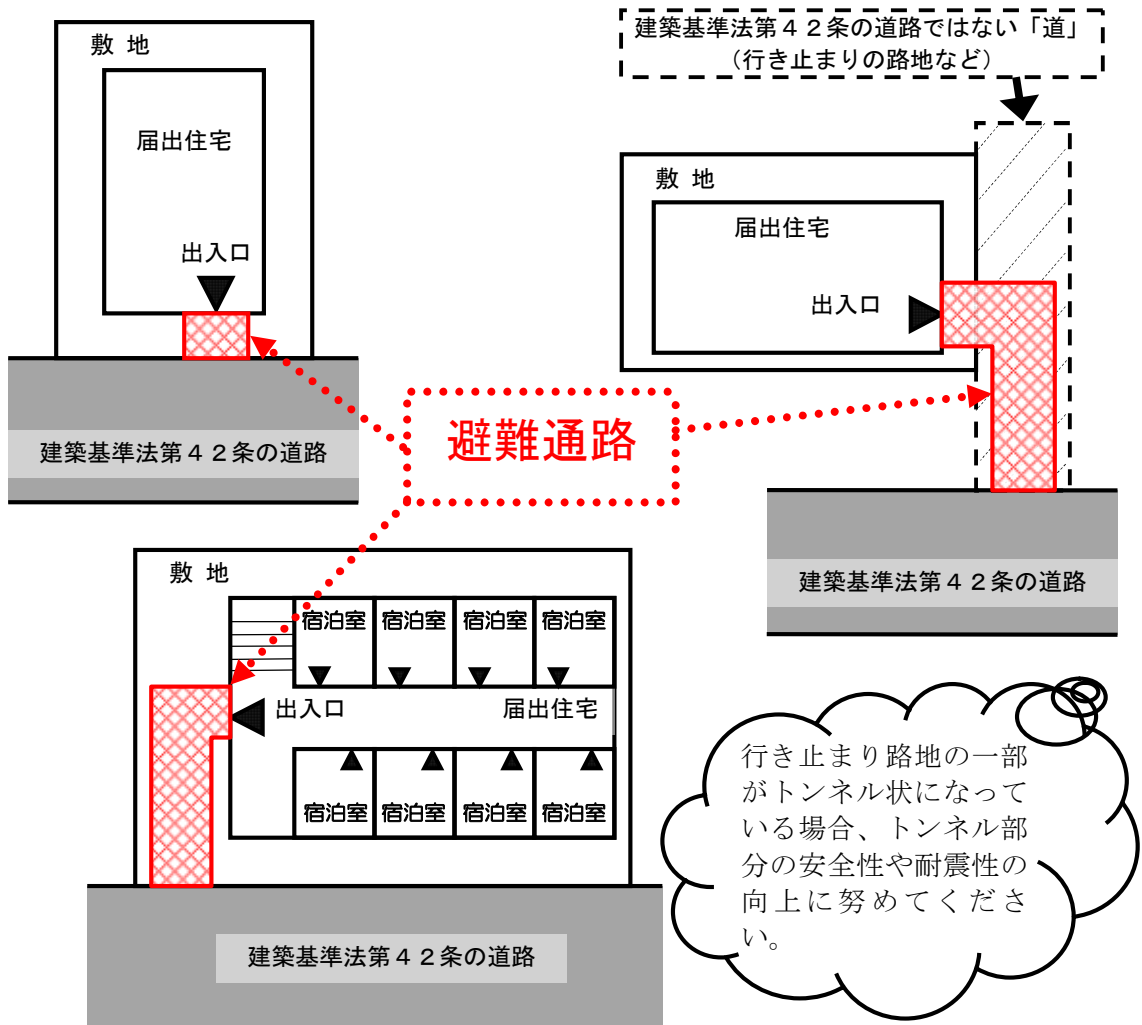 敷 地
届出住宅
出入口
建築基準法第４２条の道路
建築基準法第４２条の道路ではない「道」
（行き止まりの路地など）
敷 地
届出住宅
出入口
建築基準法第４２条の道路
避難通路
敷 地
宿泊室 宿泊室 宿泊室 宿泊室
出入口
届出住宅
宿泊室 宿泊室 宿泊室 宿泊室
建築基準法第４２条の道路
行き止まり路地の一部
がトンネル状になって
いる場合、トンネル部
分の安全性や耐震性の
向上に努めてくださ
い。